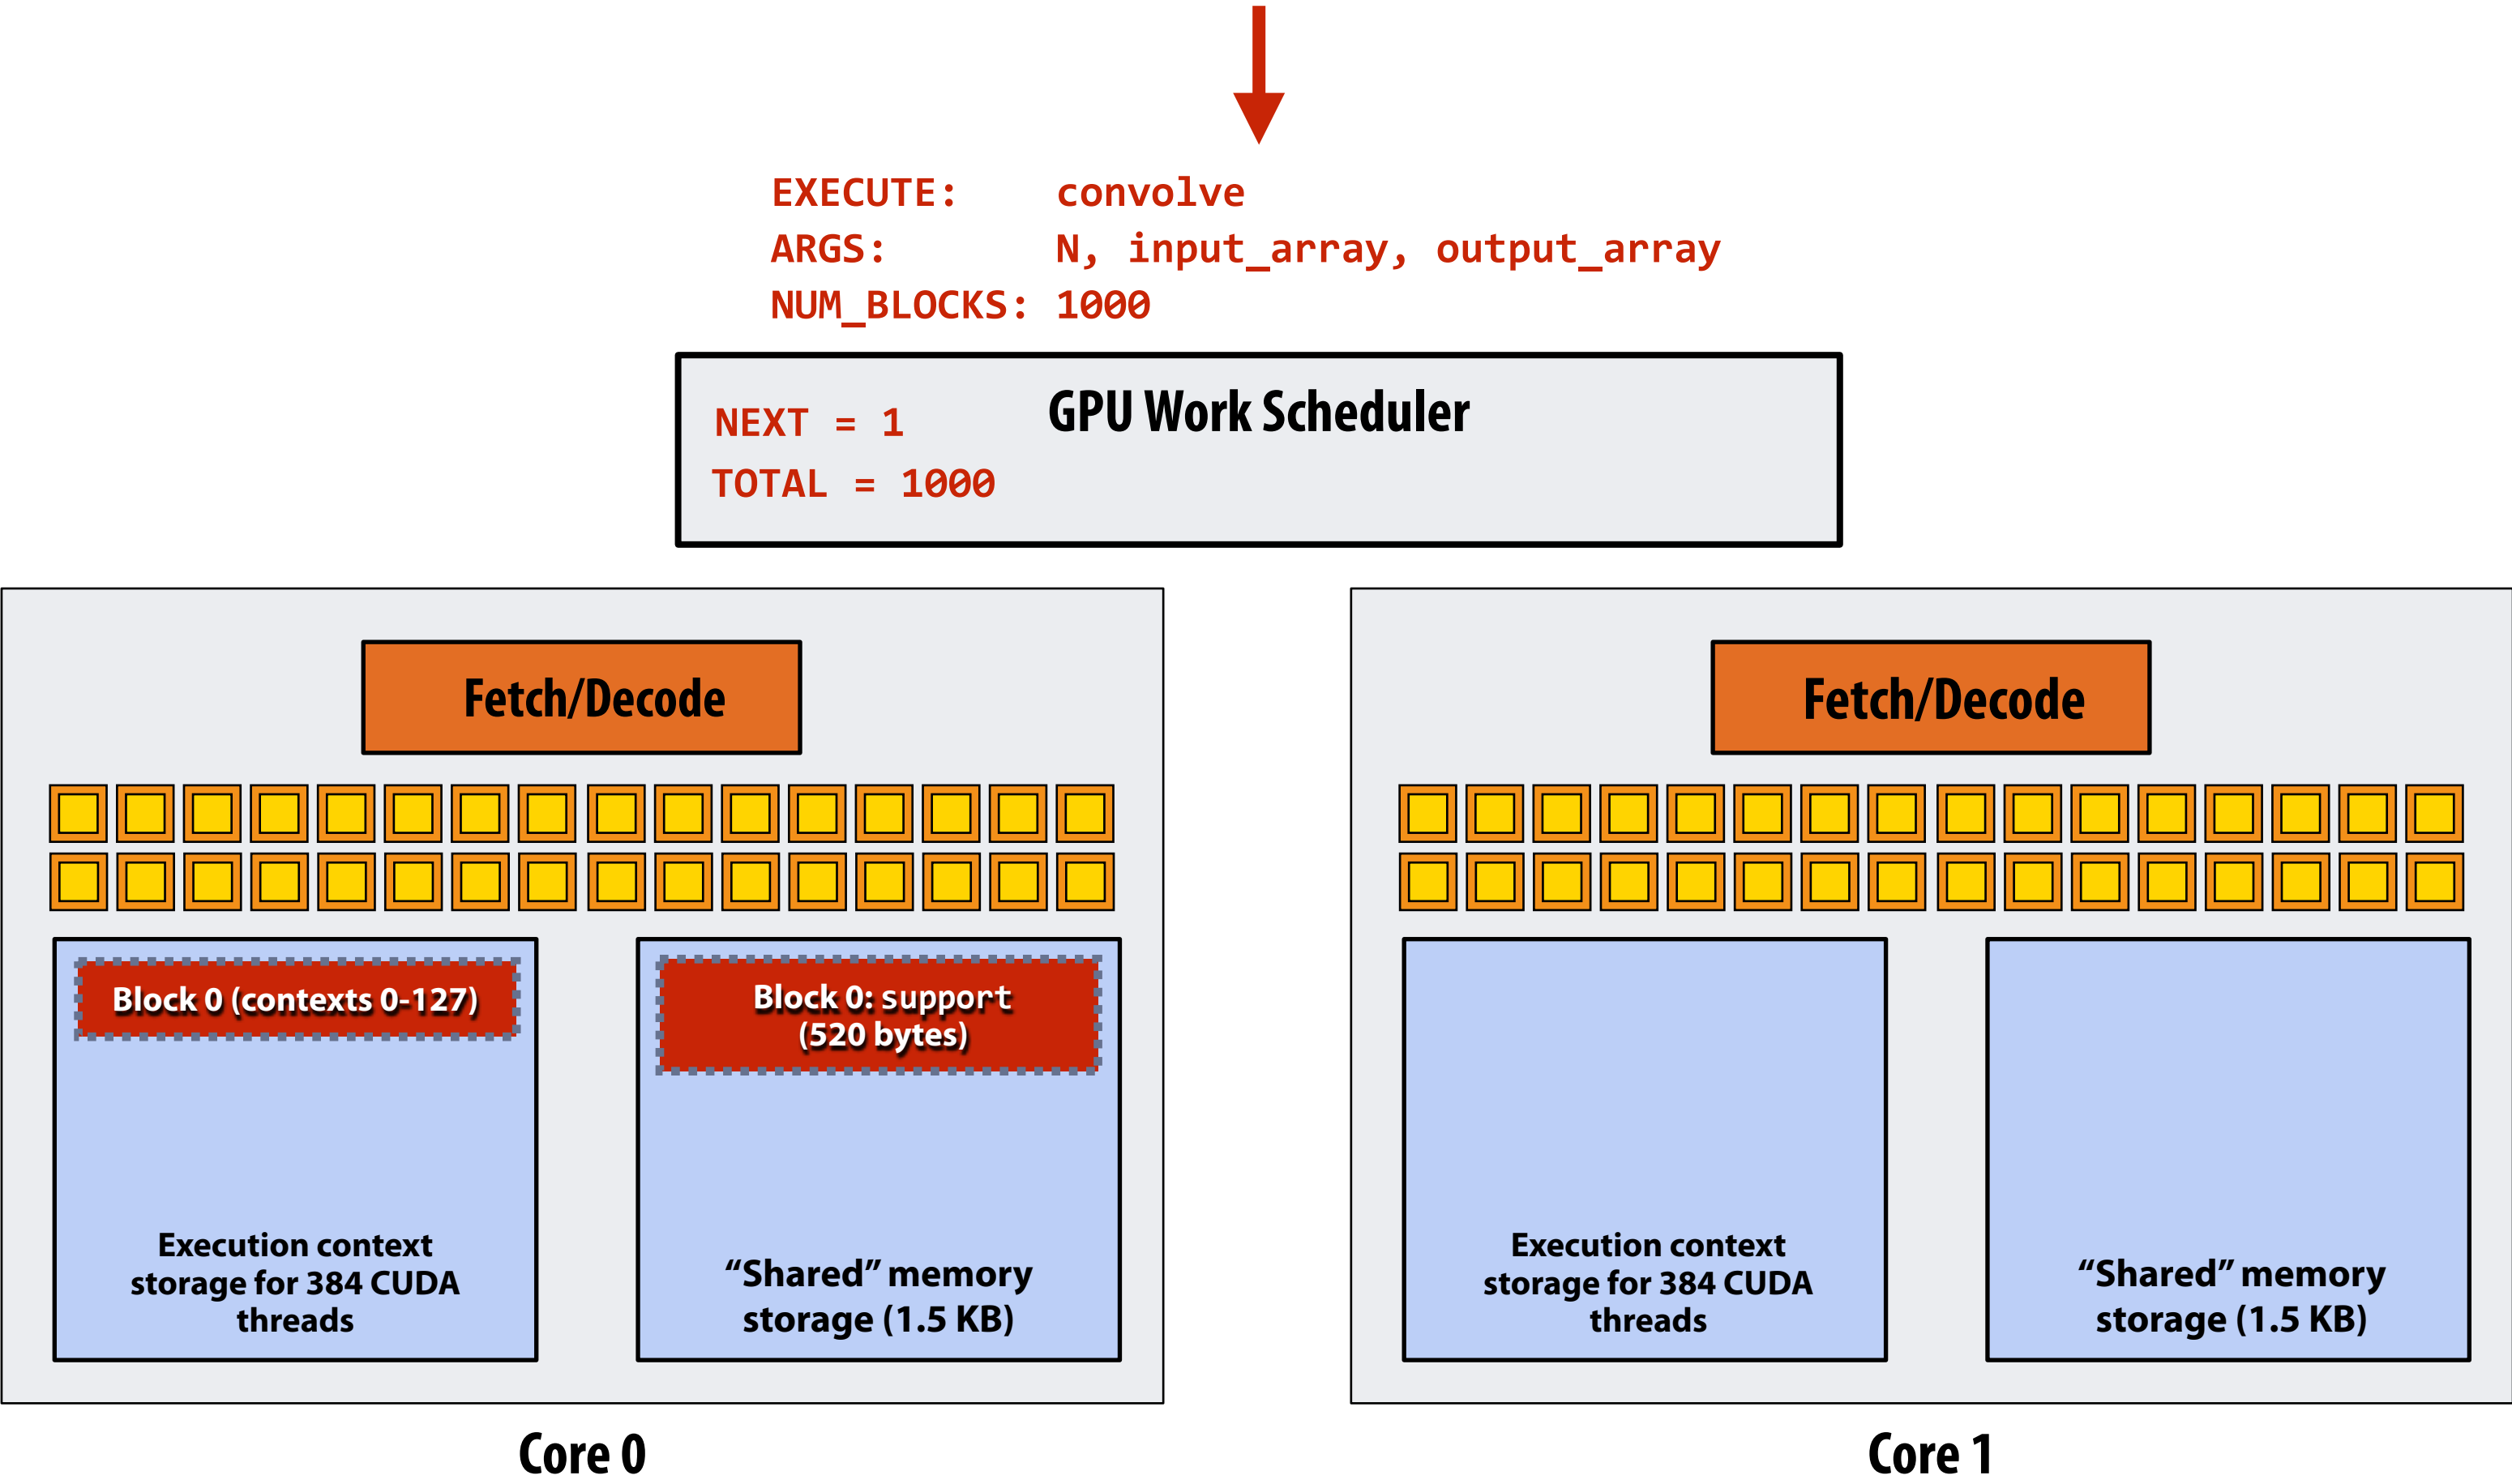 EXECUTE: convolve
ARGS: N, input_array, output_array
NUM_BLOCKS: 1000
GPU Work Scheduler
NEXT = 1
TOTAL = 1000
Fetch/Decode
Block 0 (contexts 0-127)
Block 0: support
(520 bytes)
Execution context
storage for 384 CUDA
threads
“Shared” memory
storage (1.5 KB)
Core 0
Fetch/Decode
Execution context
storage for 384 CUDA
threads
“Shared” memory
storage (1.5 KB)
Core 1